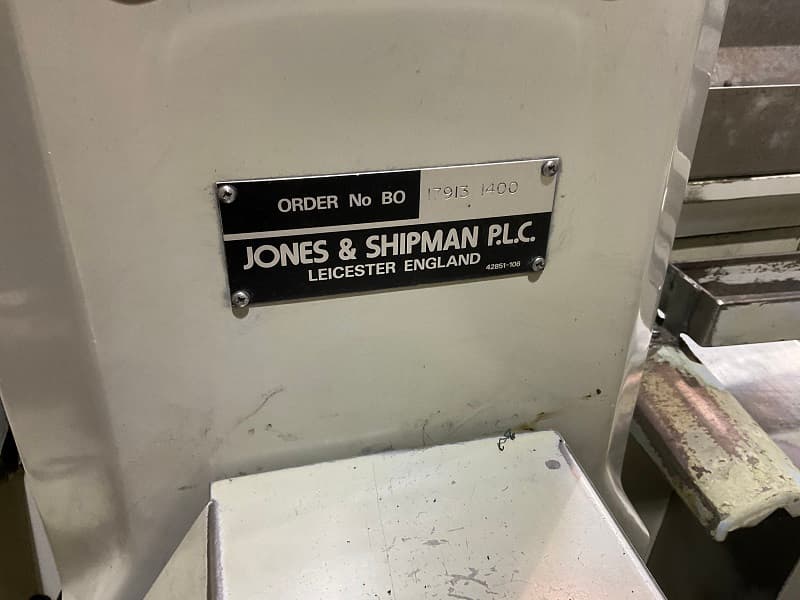 ORDER No BO 17913 1400
JONES & SHIPMAN P.L.C.
LEICESTER ENGLAND 42851-108